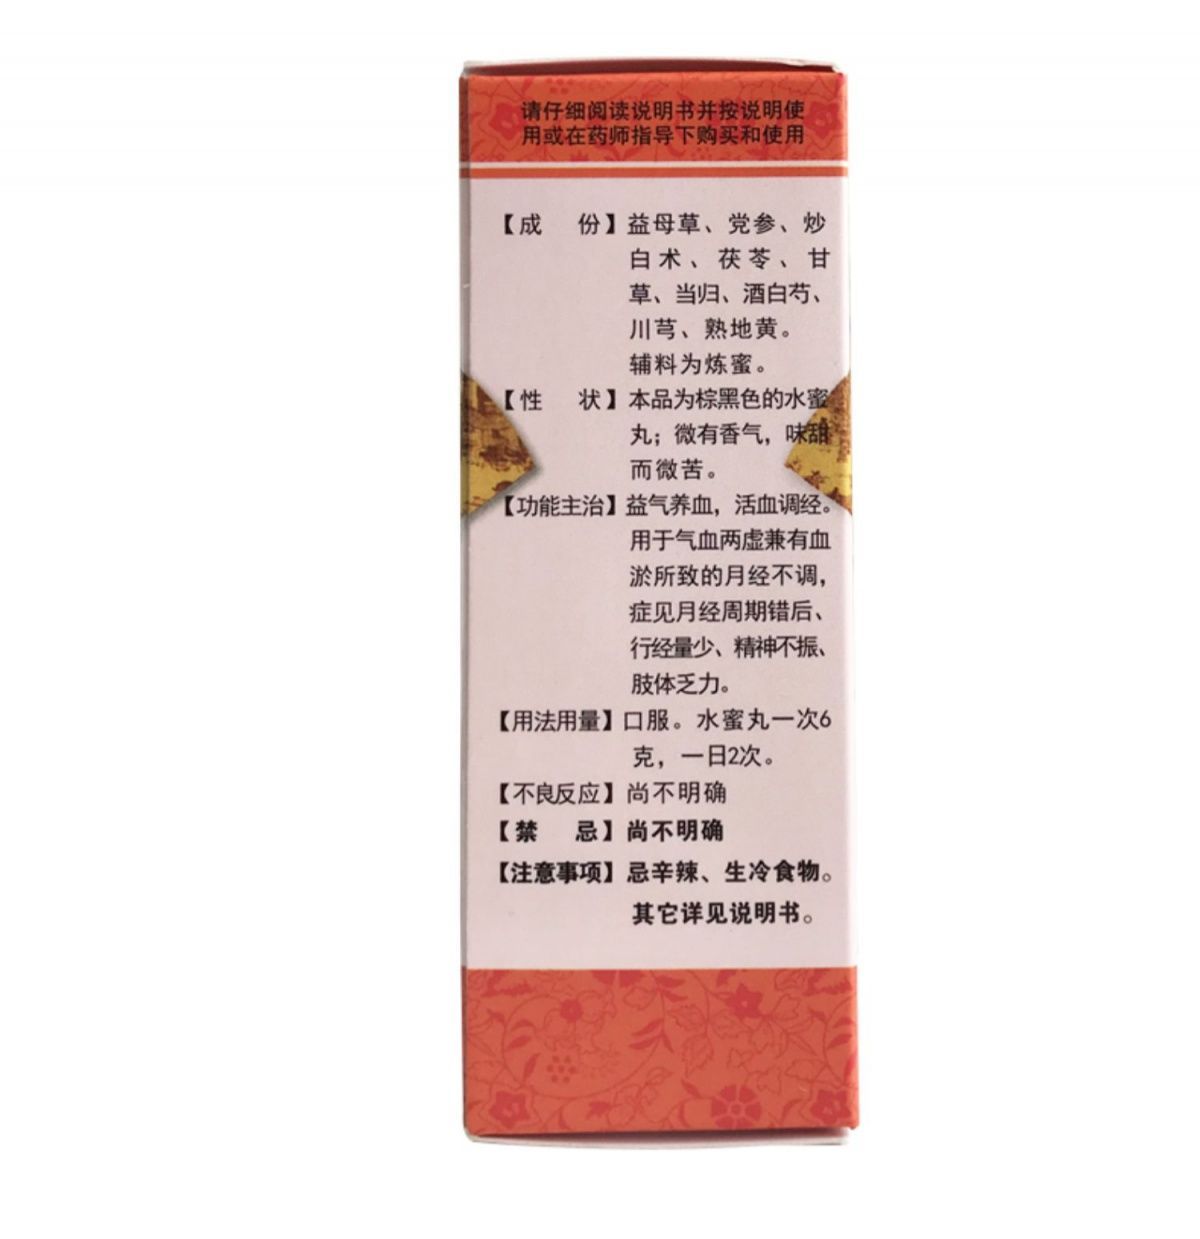 请仔细阅读说明书并按说明使
用或在药师指导下购买和使用
【成 份】益母草、党参、炒
白术、茯苓、甘
草、当归、酒白芍、
川芎、熟地黄。
辅料为炼蜜。
【性 状】本品为棕黑色的水蜜
丸；微有香气，味甜
而微苦。
【功能主治】益气养血，活血调经。
用于气血两虚兼有血
淤所致的月经不调，
症见月经周期错后、
行经量少、精神不振、
肢体乏力。
【用法用量】口服。水蜜丸一次6
克，一日2次。
【不良反应】尚不明确
【禁 忌】尚不明确
【注意事项】忌辛辣、生冷食物。
其它详见说明书。